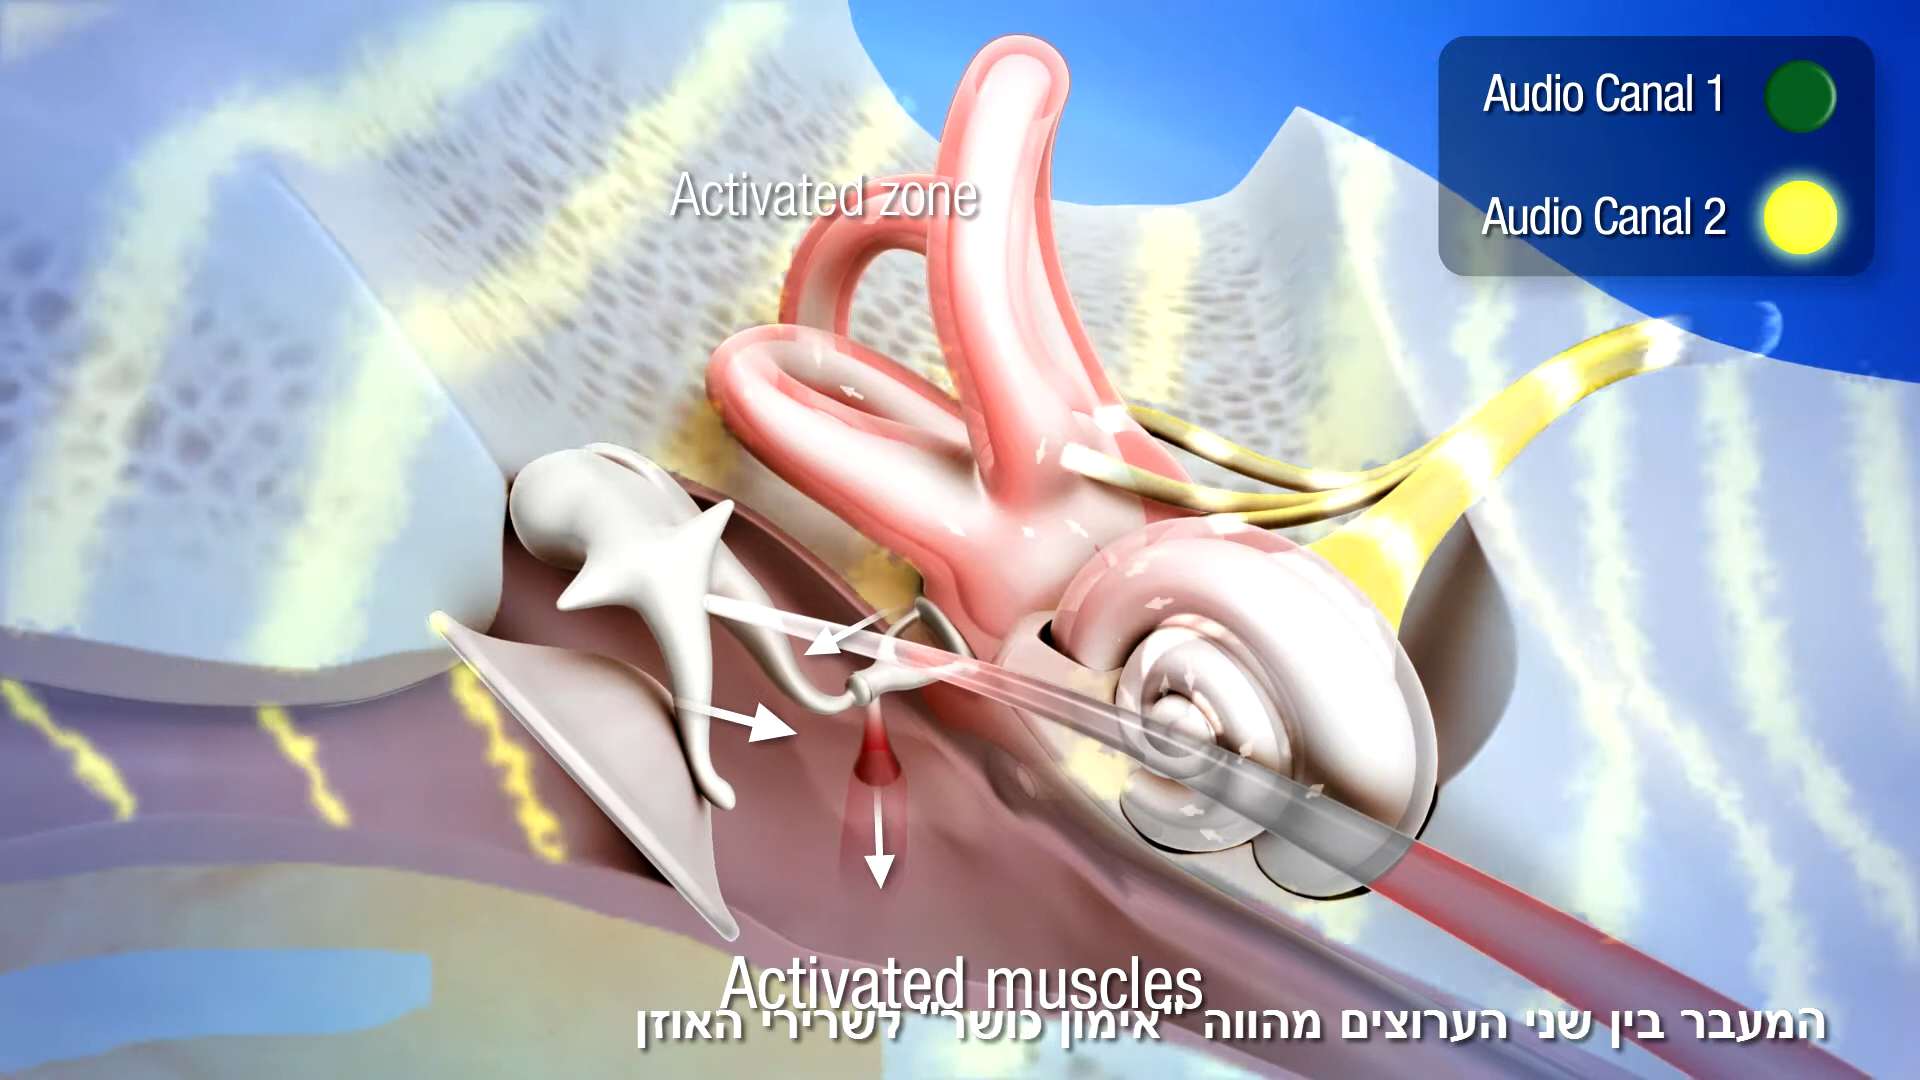 Audio Canal 1
Audio Canal 2
Activated zone
Activated muscles
המעבר בין שני הערוצים מהווה "אימון כושר" לשרירי האוזן